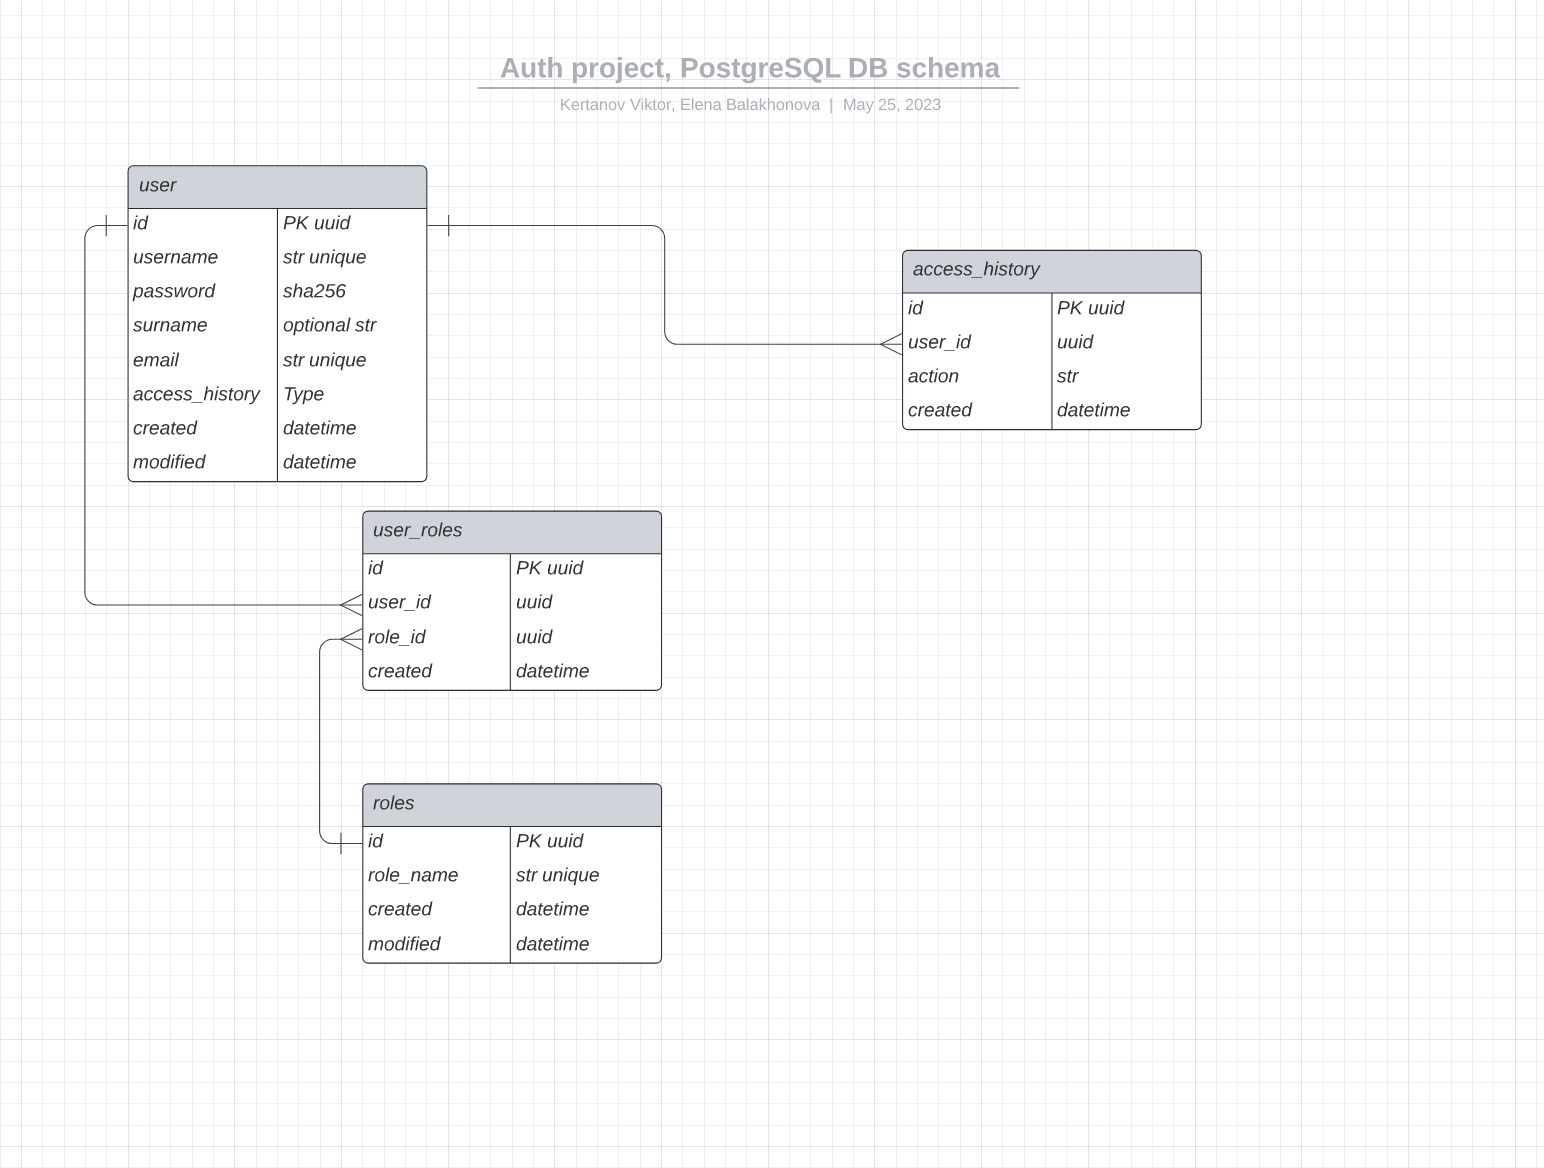 Auth project, PostgreSQL DB schema
Kertanov Viktor, Elena Balakhonova | May 25, 2023
user
id PK uuid
username str unique
password sha256
surname optional str
email str unique
access_history Type
created datetime
modified datetime
access_history
id PK uuid
user_id uuid
action str
created datetime
user_roles
id PK uuid
user_id uuid
role_id uuid
created datetime
roles
id PK uuid
role_name str unique
created datetime
modified datetime